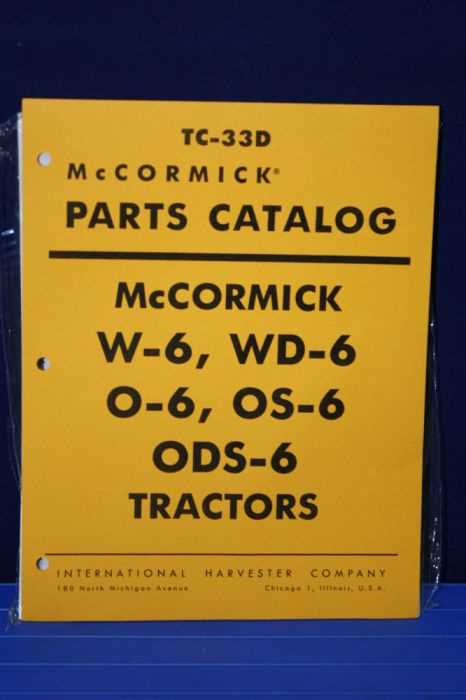 TC-33D
McCORMICK®
PARTS CATALOG
McCORMICK
W-6, WD-6
O-6, OS-6
ODS-6
TRACTORS
INTERNATIONAL HARVESTER COMPANY
180 North Michigan Avenue Chicago 1, Illinois, U.S.A.